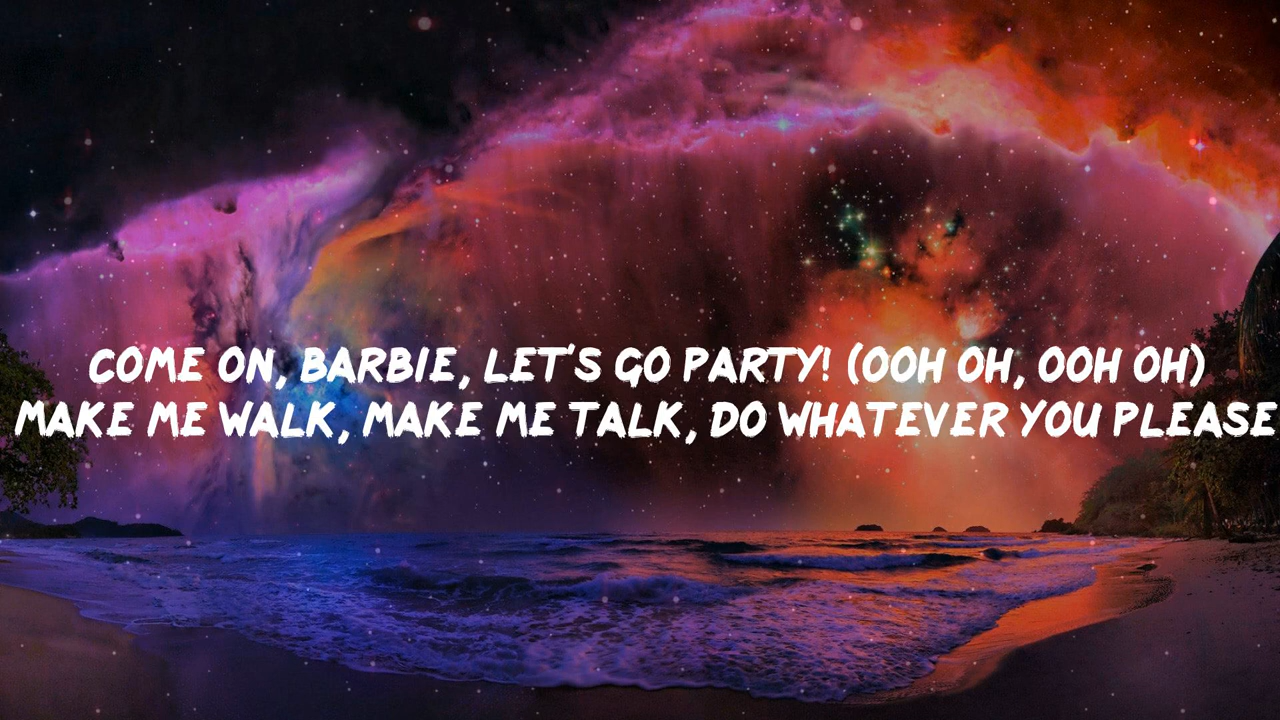 COME ON, BARBIE, LET'S GO PARTY! (OOH OH, OOH OH)
MAKE ME WALK, MAKE ME TALK, DO WHATEVER YOU PLEASE